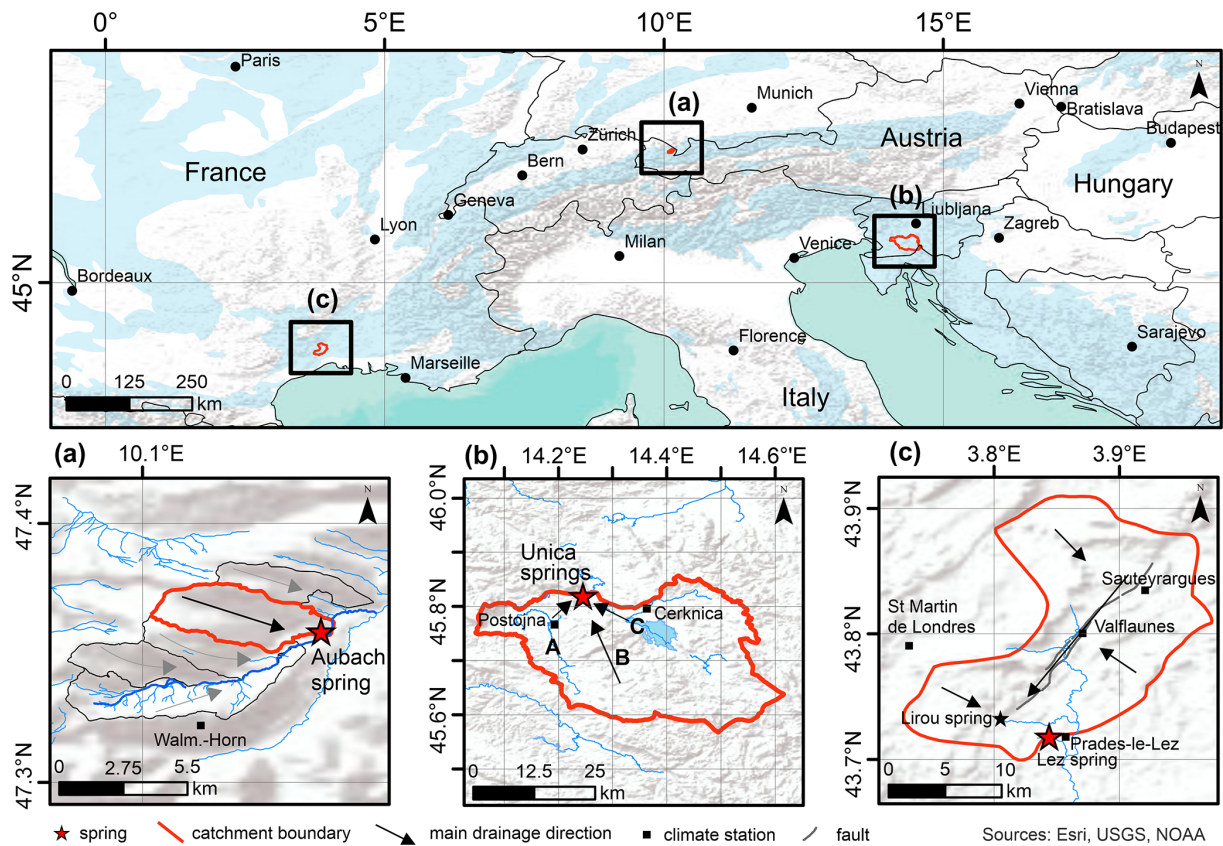 0° 5°E 10°E 15°E
N
Paris
Munich
Vienna
Bratislava
(a)
Zürich
Austria
Budapest
France
Bern
Hungary
Geneva
(b)
Ljubljana
Lyon
Zagreb
Milan
Venice
45°N
Bordeaux
(c)
Florence
Sarajevo
Marseille
0 125 250
km
Italy
(a)
10.1°E
N
47.4°N
Aubach
spring
Walm.-Horn
0 2.75 5.5
km
47.3°N
(b)
14.2°E 14.4°E 14.6°E
N
46.0°N
Unica
springs
45.8°N
Postojna
Cerknica
A
B
C
45.6°N
0 12.5 25
km
(c)
3.8°E 3.9°E
N
43.9°N
Sauteyrargues
St Martin
de Londres
Valflaunes
43.8°N
Lirou spring
Prades-le-Lez
Lez spring
43.7°N
0 5 10
km
spring catchment boundary main drainage direction climate station fault Sources: Esri, USGS, NOAA